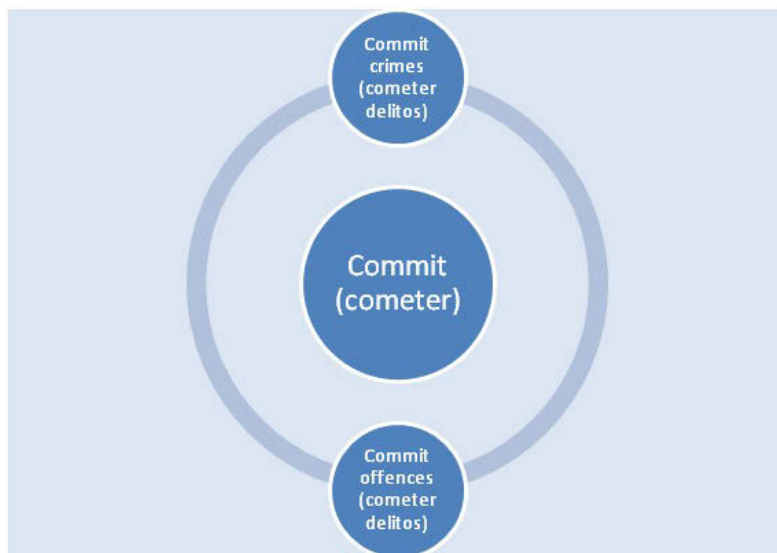 Commit
crimes
(cometer
delitos)
Commit
(cometer)
Commit
offences
(cometer
delitos)